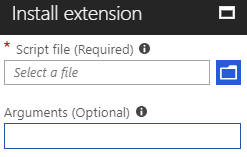 Install extension
* Script file (Required)
Select a file
Arguments (Optional)